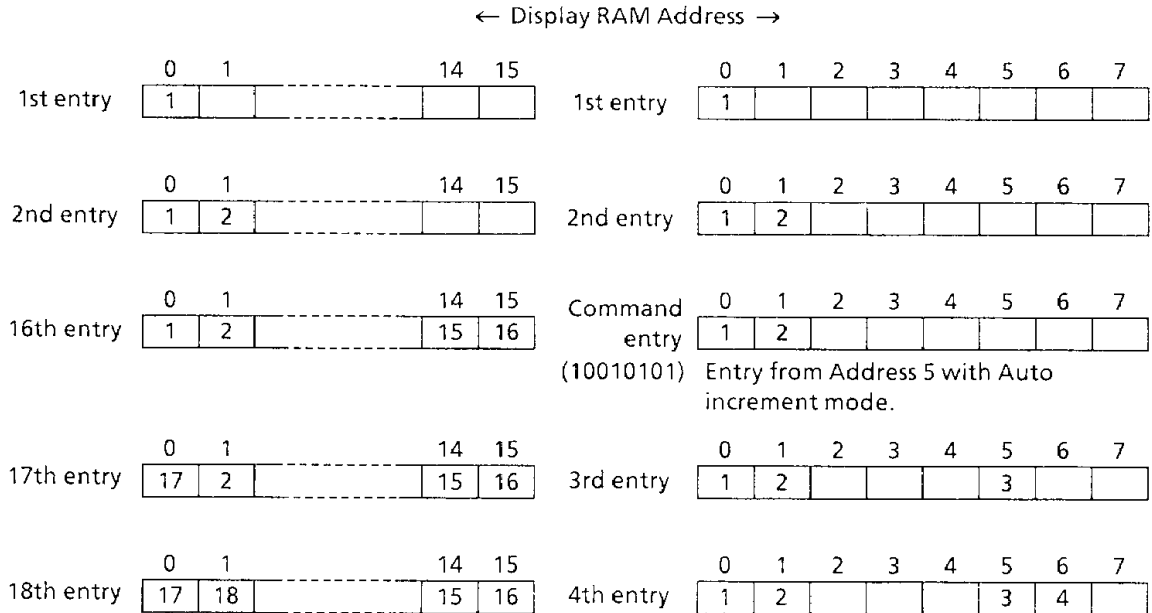 ← Display RAM Address →
0 1 14 15
1st entry 1
0 1 2 3 4 5 6 7
1st entry 1
0 1 14 15
2nd entry 1 2
0 1 2 3 4 5 6 7
2nd entry 1 2
0 1 14 15
16th entry 1 2 15 16
0 1 2 3 4 5 6 7
Command
entry 1 2
(10010101) Entry from Address 5 with Auto
increment mode.
0 1 14 15
17th entry 17 2 15 16
0 1 2 3 4 5 6 7
3rd entry 1 2 3
0 1 14 15
18th entry 17 18 15 16
0 1 2 3 4 5 6 7
4th entry 1 2 3 4